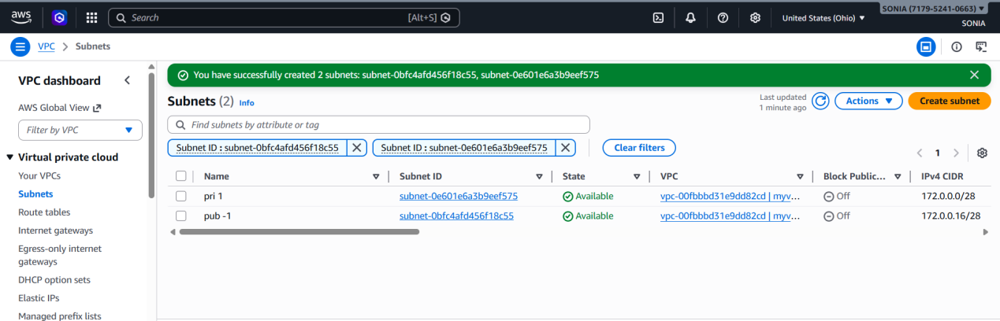 aws
Search
[Alt+S]
United States (Ohio)
SONIA (7179-5241-0663)
SONIA
VPC
Subnets
VPC dashboard
AWS Global View
Filter by VPC
Virtual private cloud
Your VPCs
Subnets
Route tables
Internet gateways
Egress-only internet
gateways
DHCP option sets
Elastic IPs
Managed prefix lists
You have successfully created 2 subnets: subnet-0bfc4afd456f18c55, subnet-0e601e6a3b9eef575
Subnets (2) Info
Last updated
1 minute ago
Actions
Create subnet
Find subnets by attribute or tag
Subnet ID : subnet-0bfc4afd456f18c55
Subnet ID : subnet-0e601e6a3b9eef575
Clear filters
1
Name Subnet ID State VPC Block Public... IPv4 CIDR
pri 1 subnet-0e601e6a3b9eef575 Available vpc-00fbbbd31e9dd82cd | myv... Off 172.0.0.0/28
pub -1 subnet-0bfc4afd456f18c55 Available vpc-00fbbbd31e9dd82cd | myv... Off 172.0.0.16/28